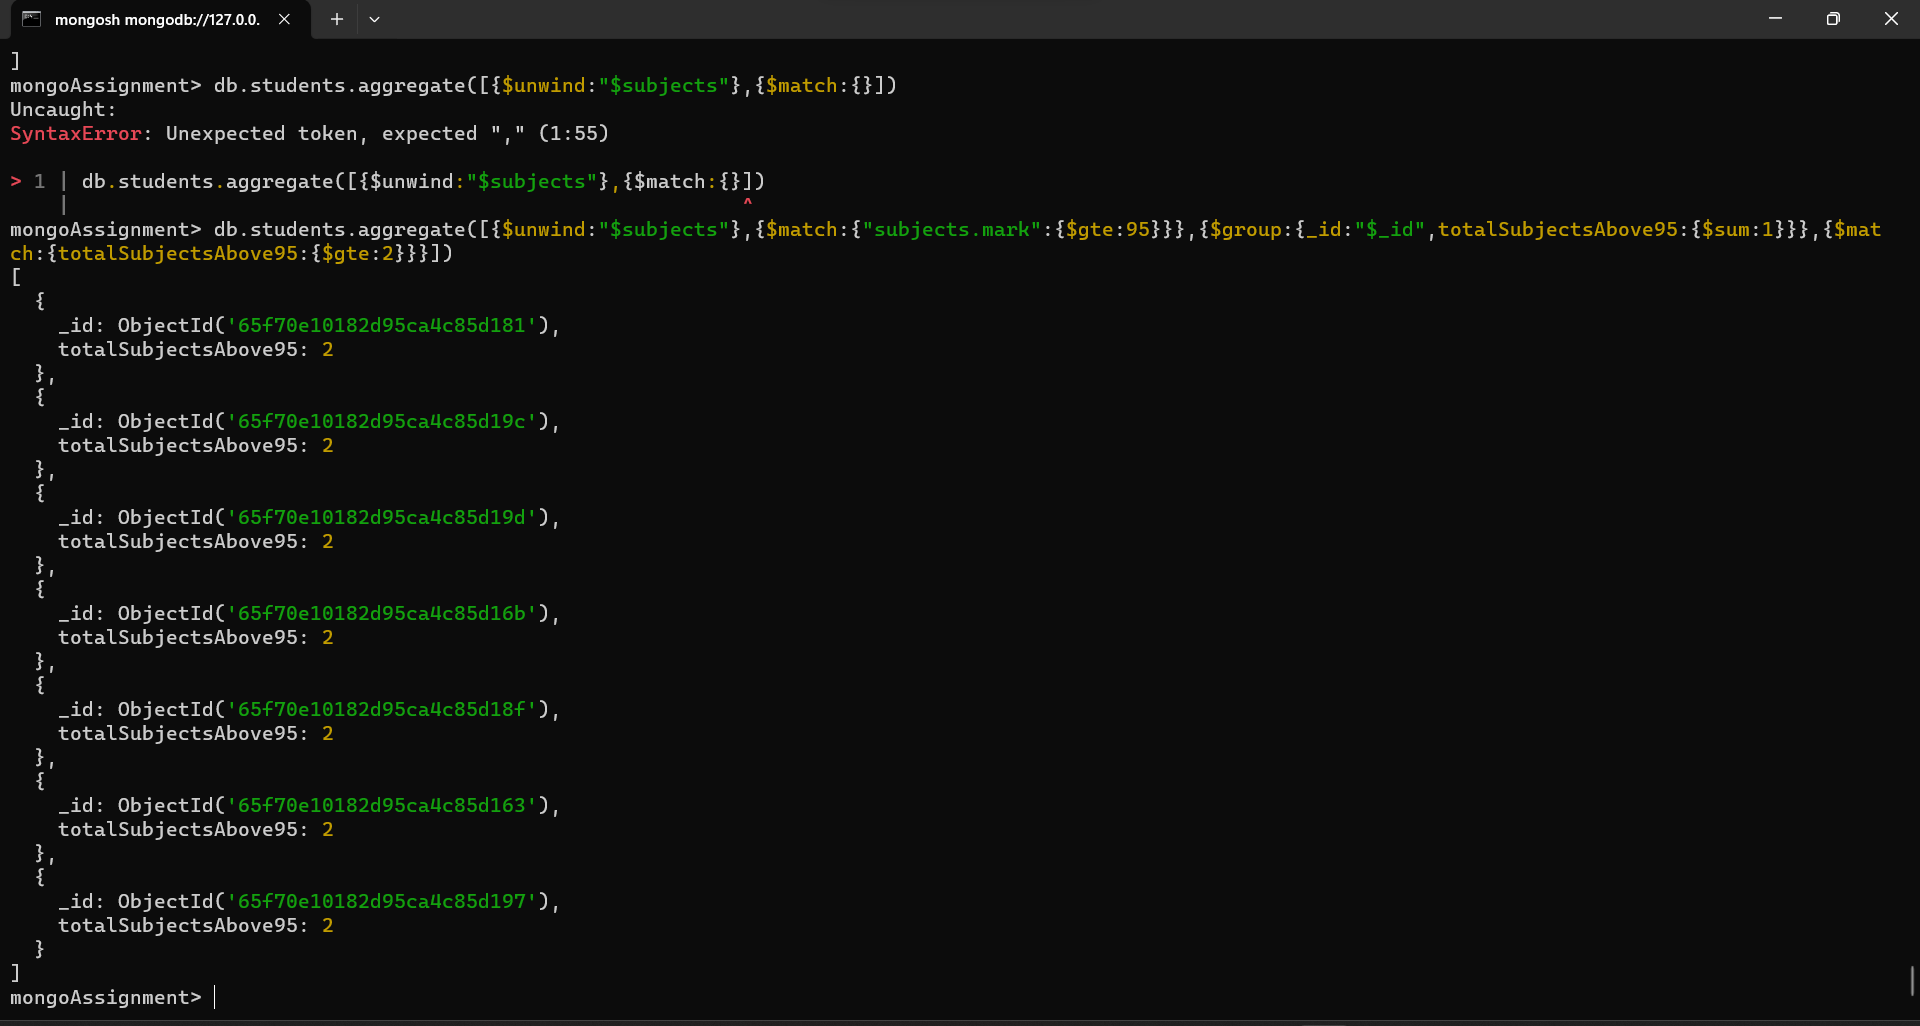 mongosh mongodb://127.0.0.
]
mongoAssignment> db.students.aggregate([{$unwind:"$subjects"},{$match:{}])
Uncaught:
SyntaxError: Unexpected token, expected "," (1:55)
> 1 | db.students.aggregate([{$unwind:"$subjects"},{$match:{}])
    |                                                        ^
mongoAssignment> db.students.aggregate([{$unwind:"$subjects"},{$match:{"subjects.mark":{$gte:95}}},{$group:{_id:"$_id",totalSubjectsAbove95:{$sum:1}}},{$mat
ch:{totalSubjectsAbove95:{$gte:2}}}])
[
  {
    _id: ObjectId('65f70e10182d95ca4c85d181'),
    totalSubjectsAbove95: 2
  },
  {
    _id: ObjectId('65f70e10182d95ca4c85d19c'),
    totalSubjectsAbove95: 2
  },
  {
    _id: ObjectId('65f70e10182d95ca4c85d19d'),
    totalSubjectsAbove95: 2
  },
  {
    _id: ObjectId('65f70e10182d95ca4c85d16b'),
    totalSubjectsAbove95: 2
  },
  {
    _id: ObjectId('65f70e10182d95ca4c85d18f'),
    totalSubjectsAbove95: 2
  },
  {
    _id: ObjectId('65f70e10182d95ca4c85d163'),
    totalSubjectsAbove95: 2
  },
  {
    _id: ObjectId('65f70e10182d95ca4c85d197'),
    totalSubjectsAbove95: 2
  }
]
mongoAssignment>